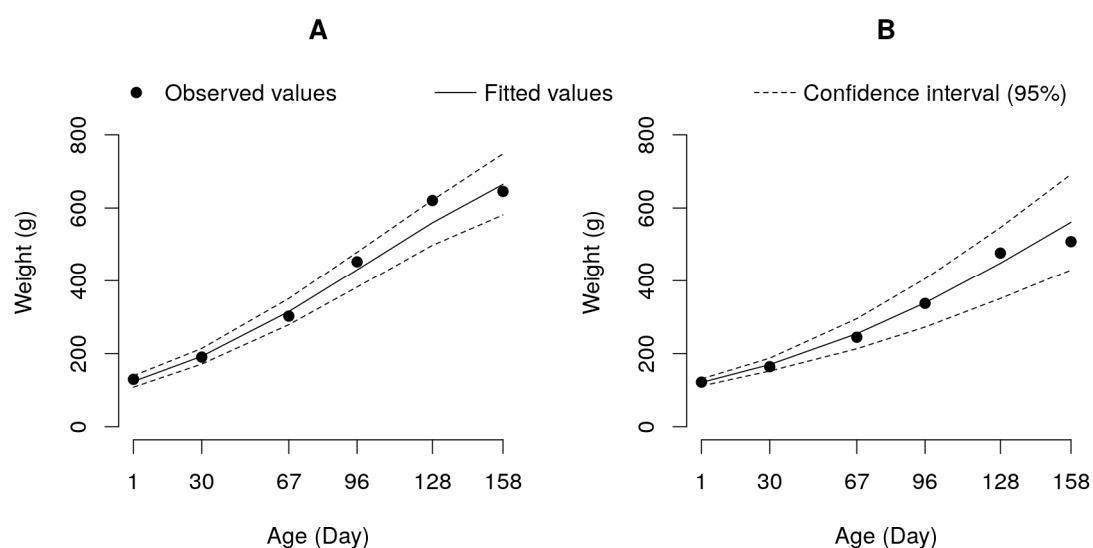 A B
Observed values Fitted values Confidence interval (95%)
Weight (g)
800
600
400
200
0
1 30 67 96 128 158
Age (Day)
Weight (g)
800
600
400
200
0
1 30 67 96 128 158
Age (Day)